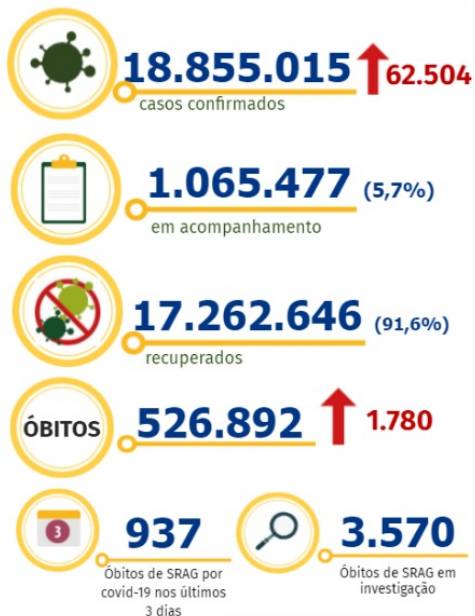 18.855.015 62.504
casos confirmados
1.065.477 (5,7%)
em acompanhamento
17.262.646 (91,6%)
recuperados
ÓBITOS 526.892 1.780
3
937
Óbitos de SRAG por
covid-19 nos últimos
3 dias
3.570
Óbitos de SRAG em
investigação